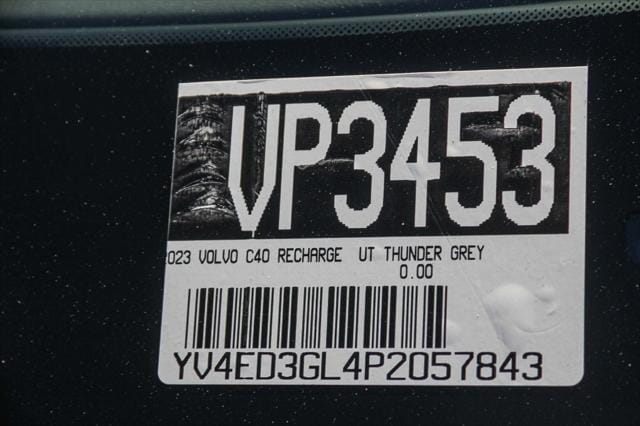 VP3453
023 VOLVO C40 RECHARGE UT THUNDER GREY
0.00
YV4ED3GL4P2057843